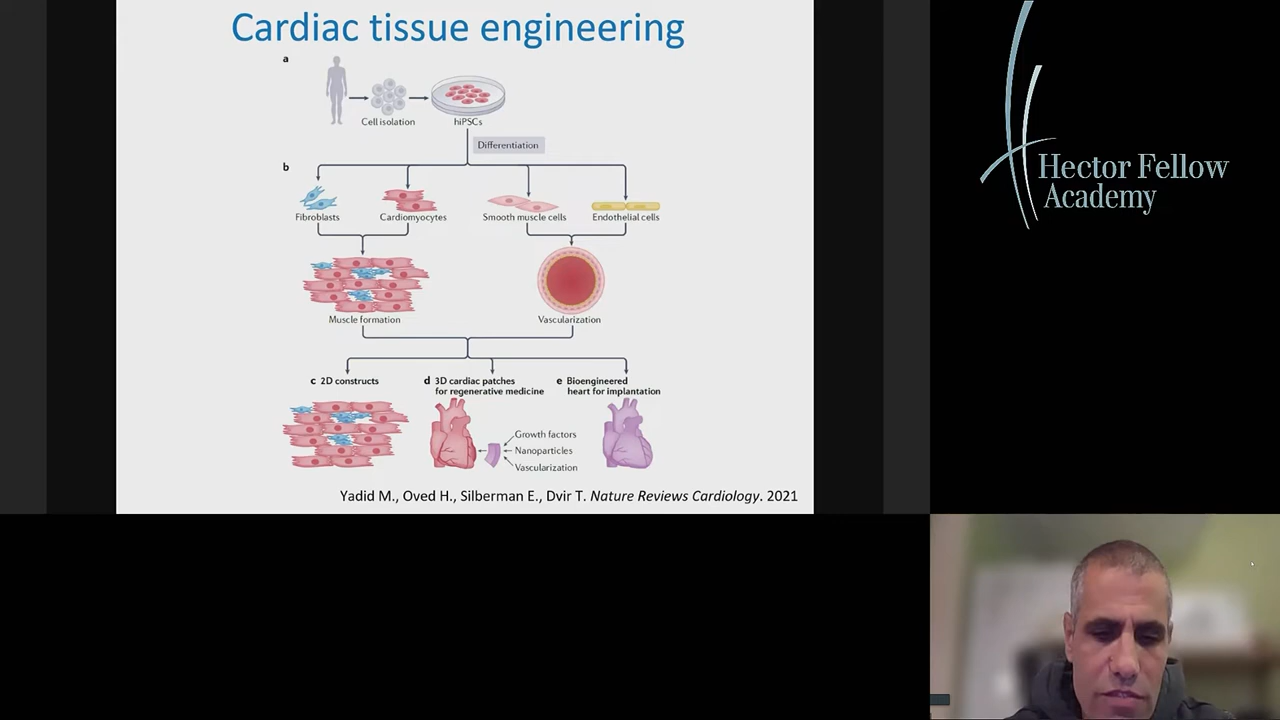 Cardiac tissue engineering
a
Cell isolation
hiPSCs
Differentiation
b
Fibroblasts
Cardiomyocytes
Smooth muscle cells
Endothelial cells
Muscle formation
Vascularization
c 2D constructs
d 3D cardiac patches
for regenerative medicine
e Bioengineered
heart for implantation
Growth factors
Nanoparticles
Vascularization
Yadid M., Oved H., Silberman E., Dvir T. Nature Reviews Cardiology. 2021
Hector Fellow
Academy